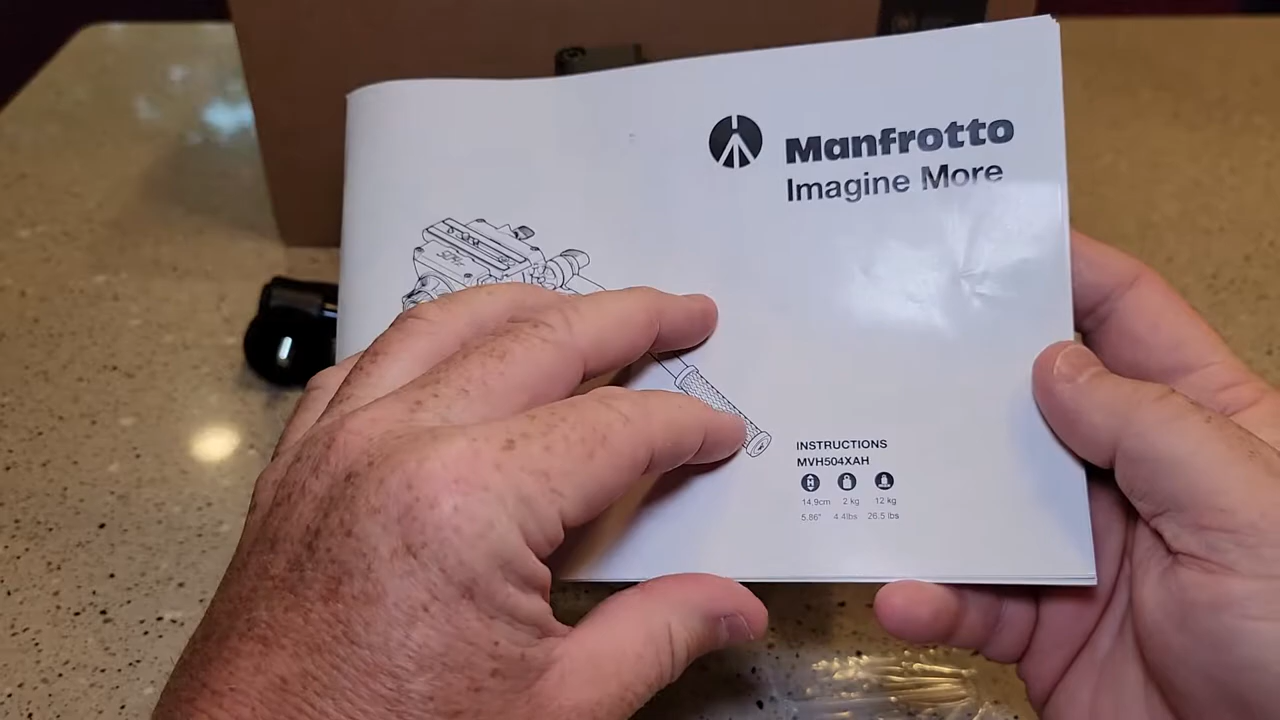 Manfrotto
Imagine More
INSTRUCTIONS
MVH504XAH
14,9cm 2 kg 12 kg
5.86" 4.4lbs 26.5 lbs